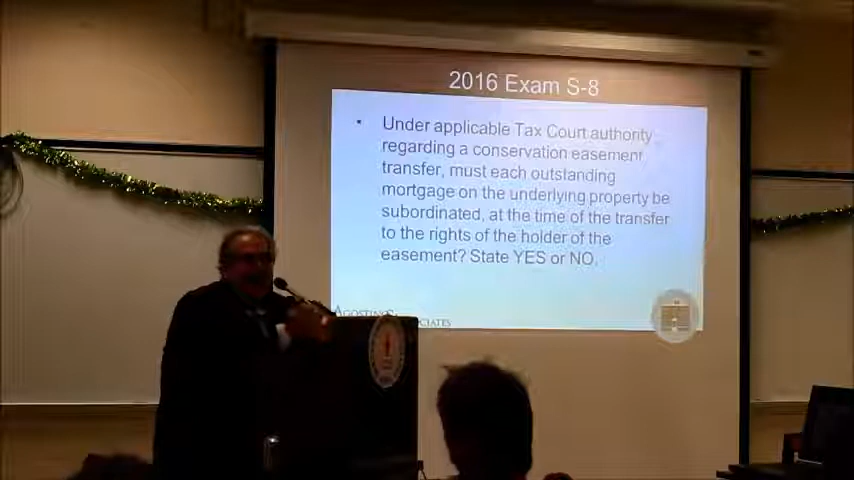 2016 Exam S-8
• Under applicable Tax Court authority
regarding a conservation easement
transfer, must each outstanding
mortgage on the underlying property be
subordinated, at the time of the transfer
to the rights of the holder of the
easement? State YES or NO.